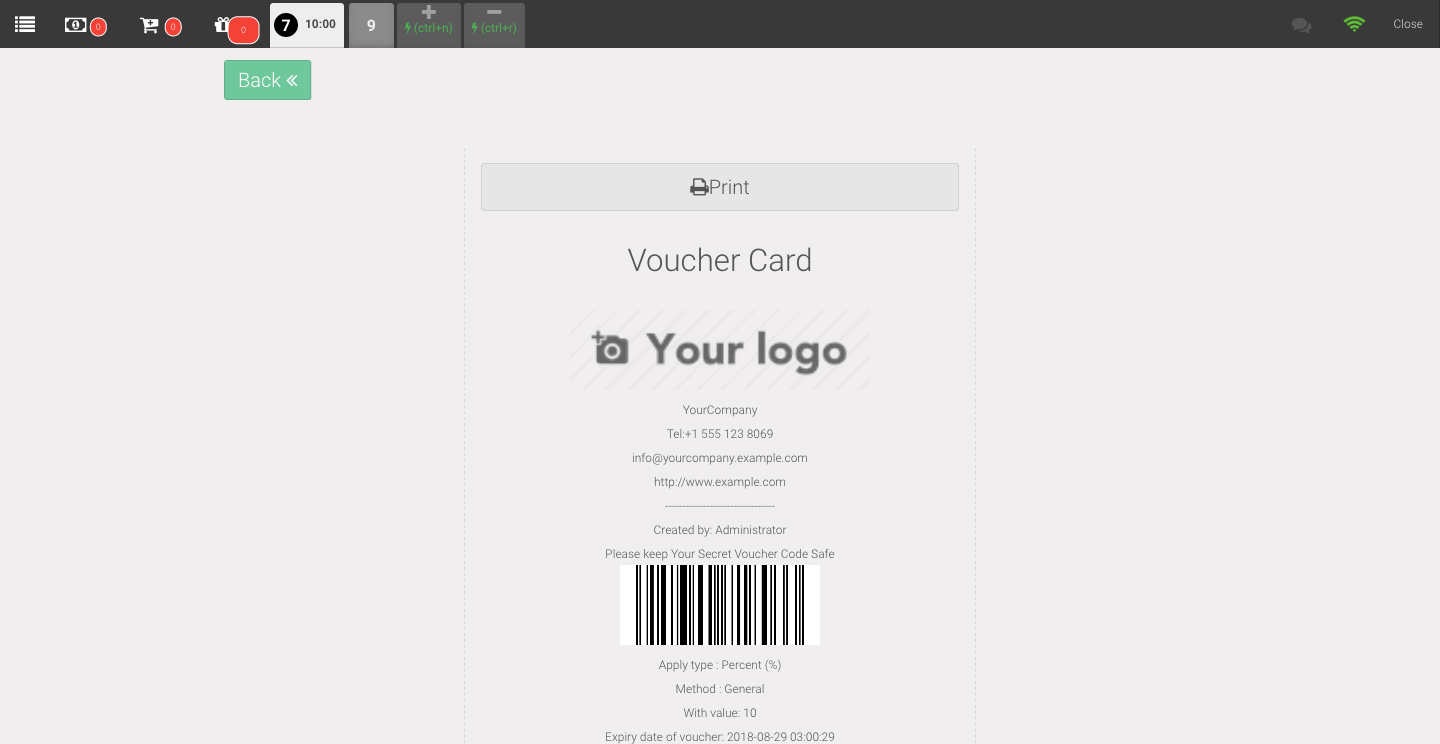 0
0
0
7 10:00
9
(ctrl+n)
(ctrl+r)
Close
Back «
Print
Voucher Card
Your logo
YourCompany
Tel:+1 555 123 8069
info@yourcompany.example.com
http://www.example.com
--------------------------------
Created by: Administrator
Please keep Your Secret Voucher Code Safe
Apply type : Percent (%)
Method : General
With value: 10
Expiry date of voucher: 2018-08-29 03:00:29